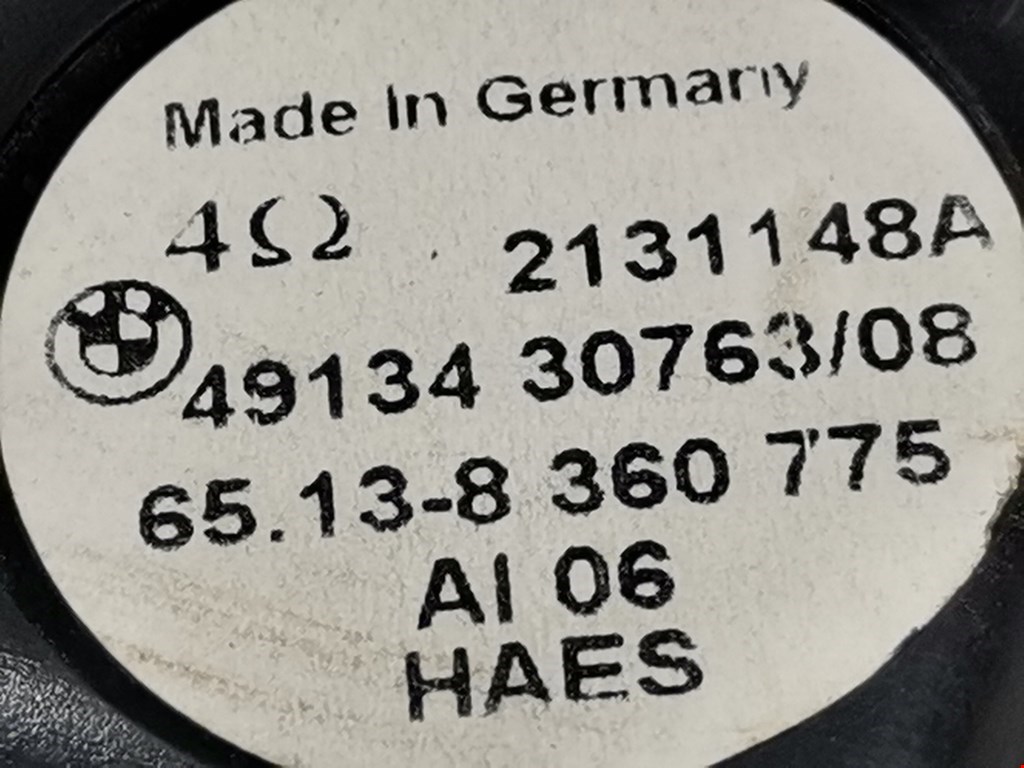 Made In Germany
4Ω 2131148A
49134 30763/08
65.13-8 360 775
AI 06
HAES